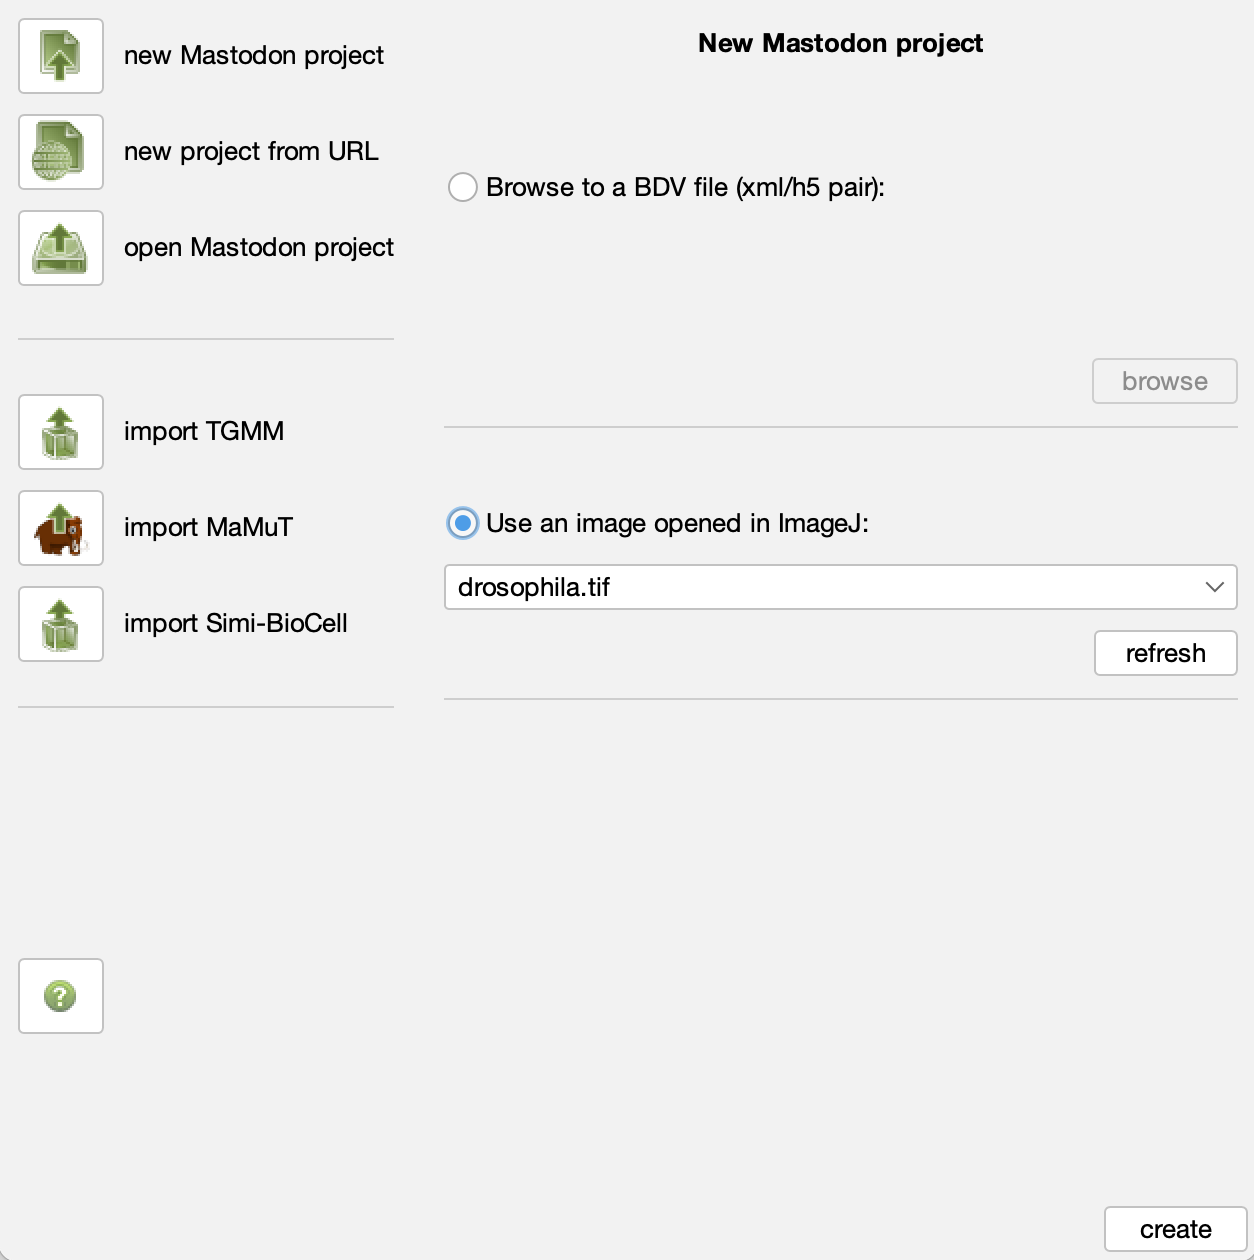 new Mastodon project
new project from URL
open Mastodon project
import TGMM
import MaMuT
import Simi-BioCell
?
New Mastodon project
Browse to a BDV file (xml/h5 pair):
browse
Use an image opened in ImageJ:
drosophila.tif
refresh
create